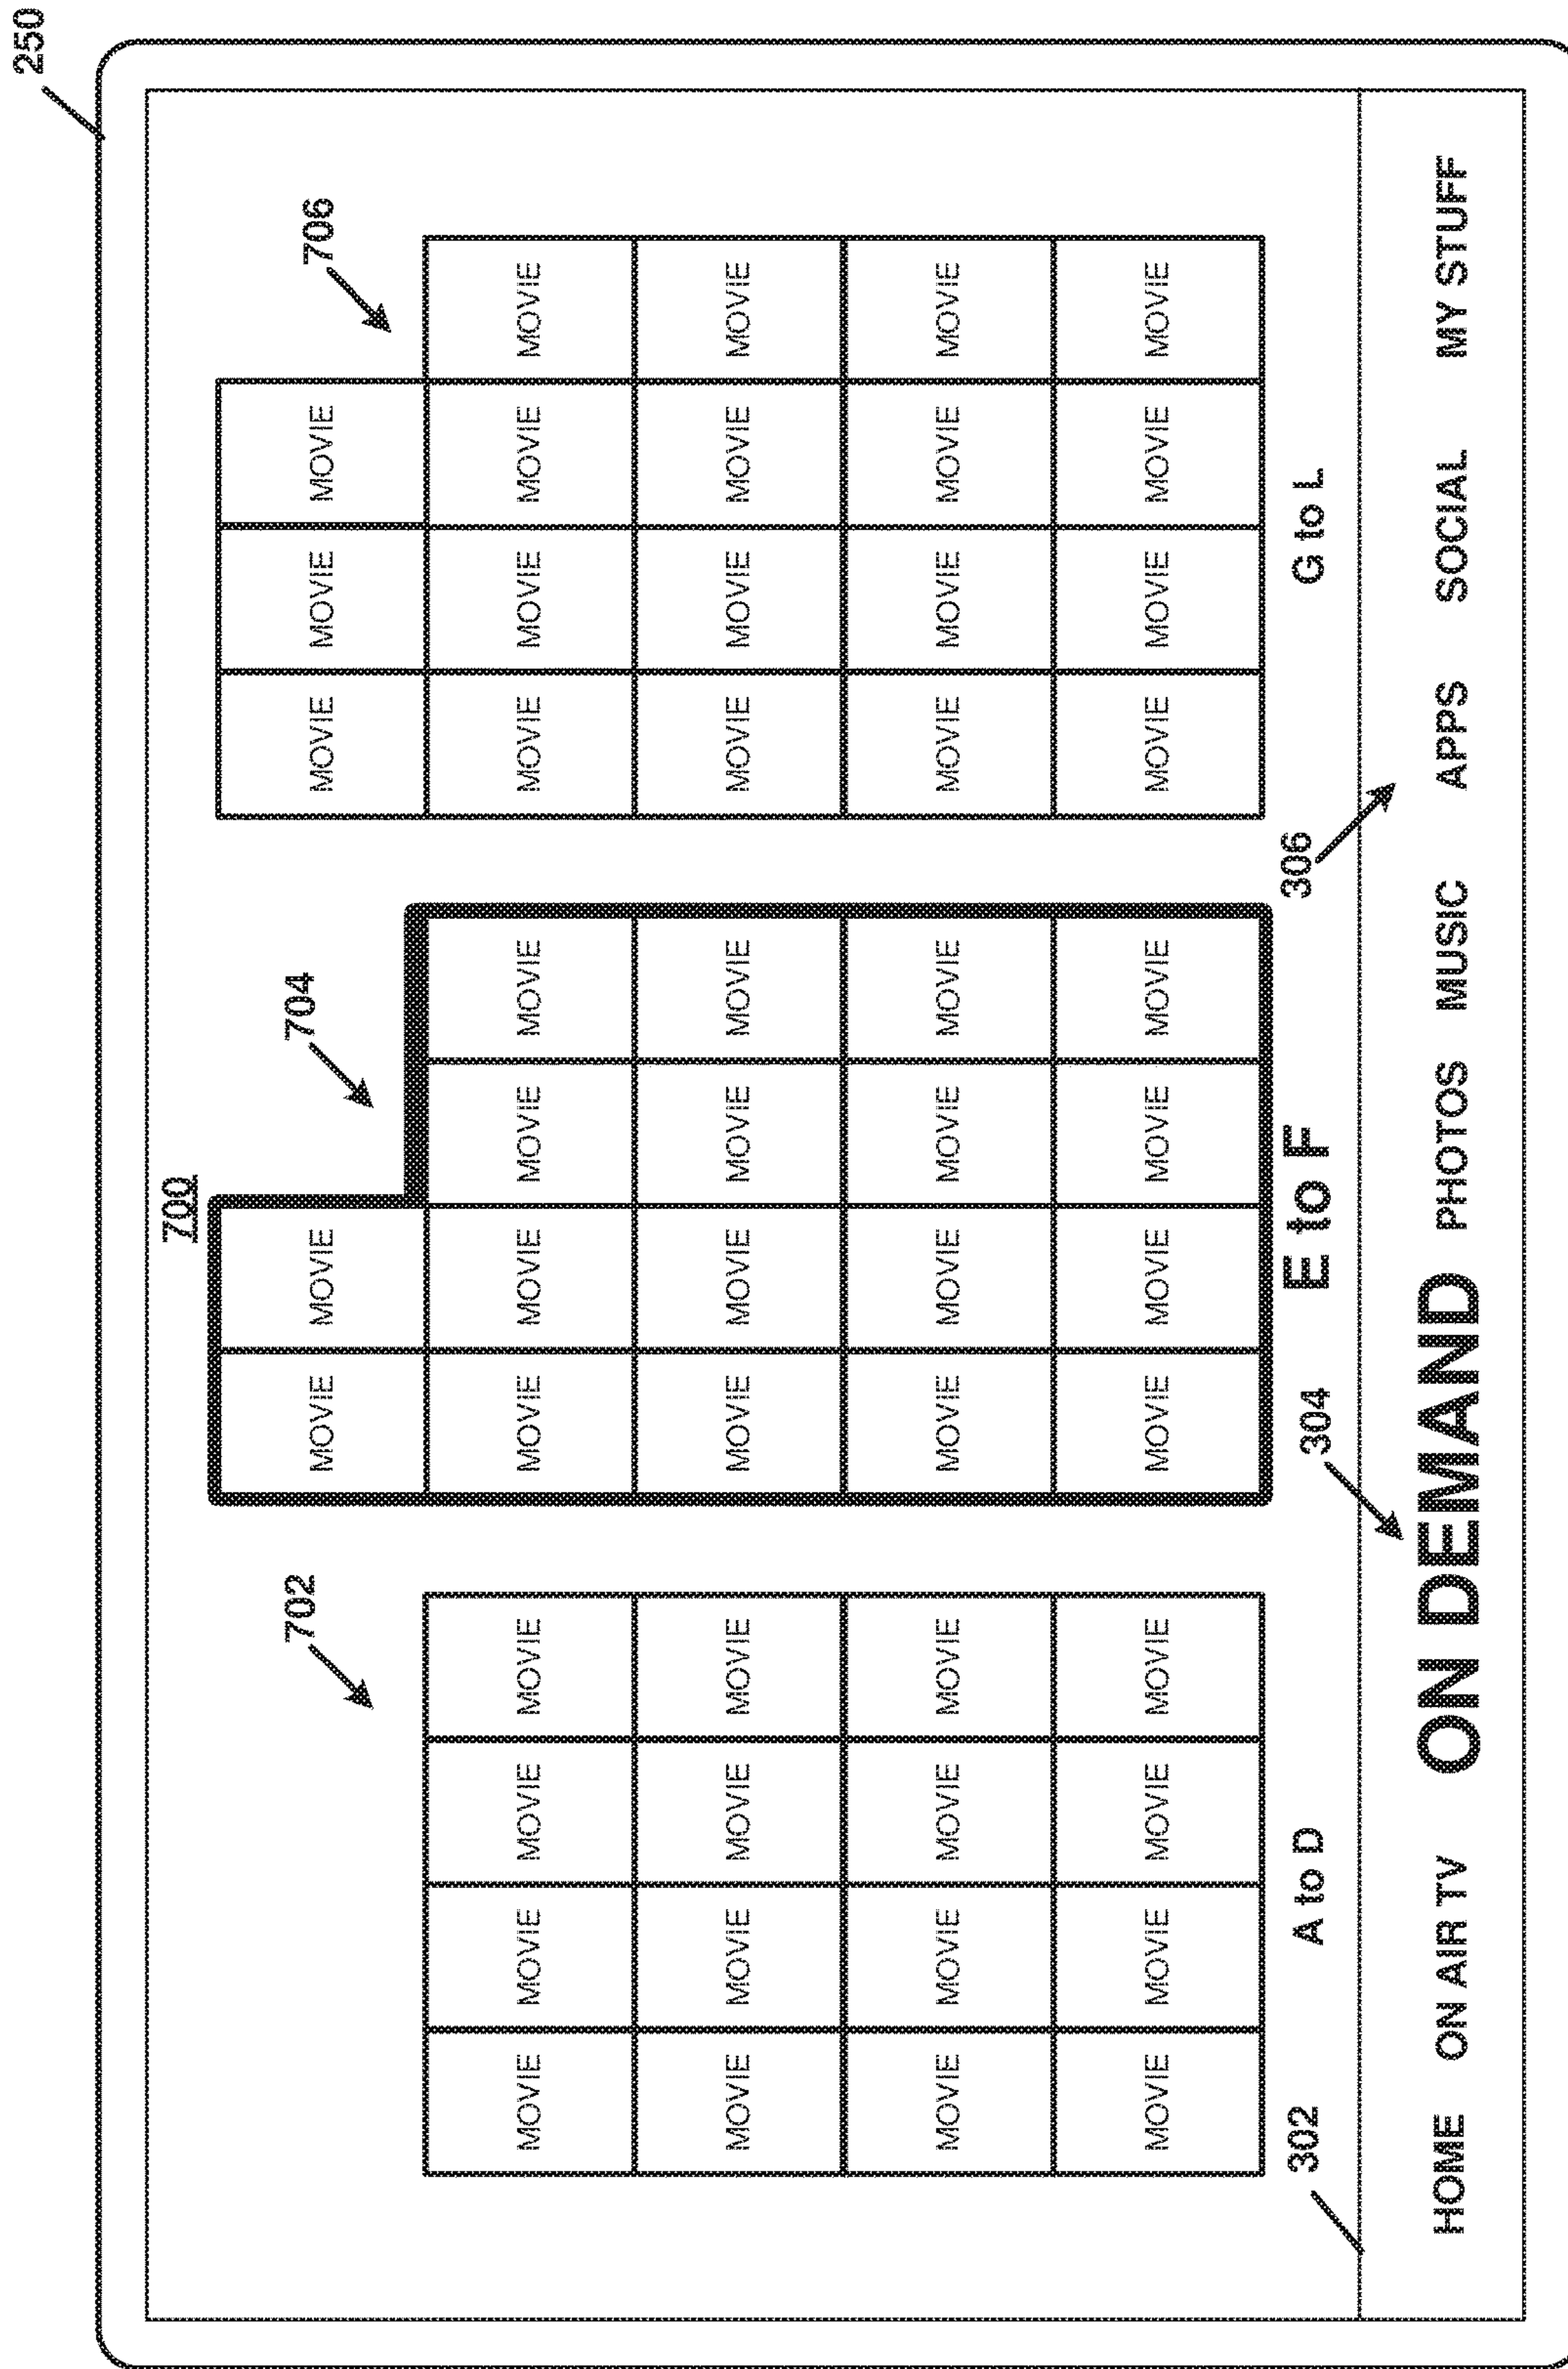 250
700
702 704 706
MOVIE MOVIE MOVIE MOVIE MOVIE
MOVIE MOVIE MOVIE MOVIE MOVIE MOVIE MOVIE MOVIE MOVIE MOVIE MOVIE MOVIE
MOVIE MOVIE MOVIE MOVIE MOVIE MOVIE MOVIE MOVIE MOVIE MOVIE MOVIE MOVIE
MOVIE MOVIE MOVIE MOVIE MOVIE MOVIE MOVIE MOVIE MOVIE MOVIE MOVIE MOVIE
MOVIE MOVIE MOVIE MOVIE MOVIE MOVIE MOVIE MOVIE MOVIE MOVIE MOVIE MOVIE
302 A to D 304 E to F 306 G to L
HOME ON AIR TV ON DEMAND PHOTOS MUSIC APPS SOCIAL MY STUFF